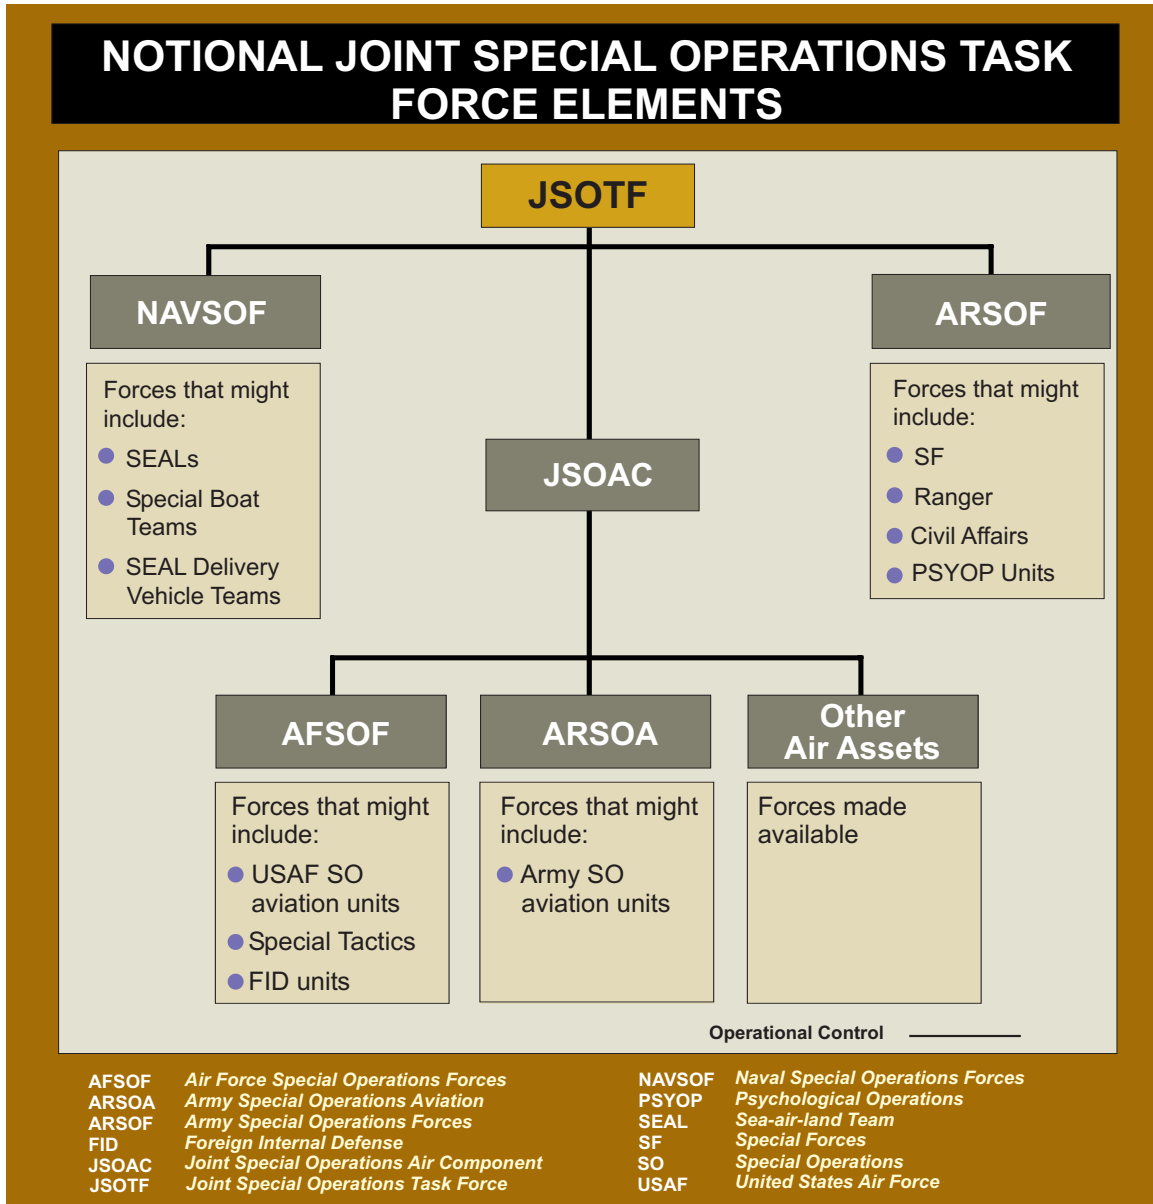 NOTIONAL JOINT SPECIAL OPERATIONS TASK
FORCE ELEMENTS
JSOTF
NAVSOF
Forces that might
include:
SEALs
Special Boat
Teams
SEAL Delivery
Vehicle Teams
JSOAC
ARSOF
Forces that might
include:
SF
Ranger
Civil Affairs
PSYOP Units
AFSOF
Forces that might
include:
USAF SO
aviation units
Special Tactics
FID units
ARSOA
Forces that might
include:
Army SO
aviation units
Other
Air Assets
Forces made
available
Operational Control
AFSOF Air Force Special Operations Forces
ARSOA Army Special Operations Aviation
ARSOF Army Special Operations Forces
FID Foreign Internal Defense
JSOAC Joint Special Operations Air Component
JSOTF Joint Special Operations Task Force
NAVSOF Naval Special Operations Forces
PSYOP Psychological Operations
SEAL Sea-air-land Team
SF Special Forces
SO Special Operations
USAF United States Air Force